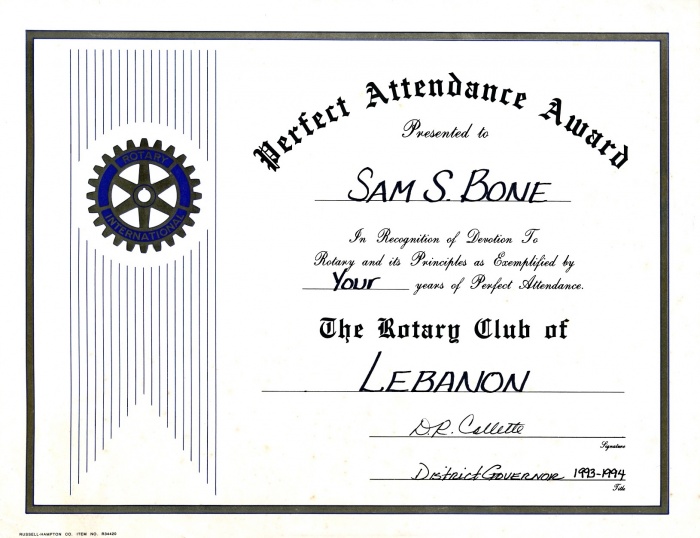 Perfect Attendance Award
Presented to
SAM S. BONE
In Recognition of Devotion To
Rotary and its Principles as Exemplified by
Your years of Perfect Attendance.
The Rotary Club of
LEBANON
D.R. Collette
Signature
District Governor 1993-1994
Title
ROTARY
INTERNATIONAL
RUSSELL-HAMPTON CO. ITEM NO. R34420